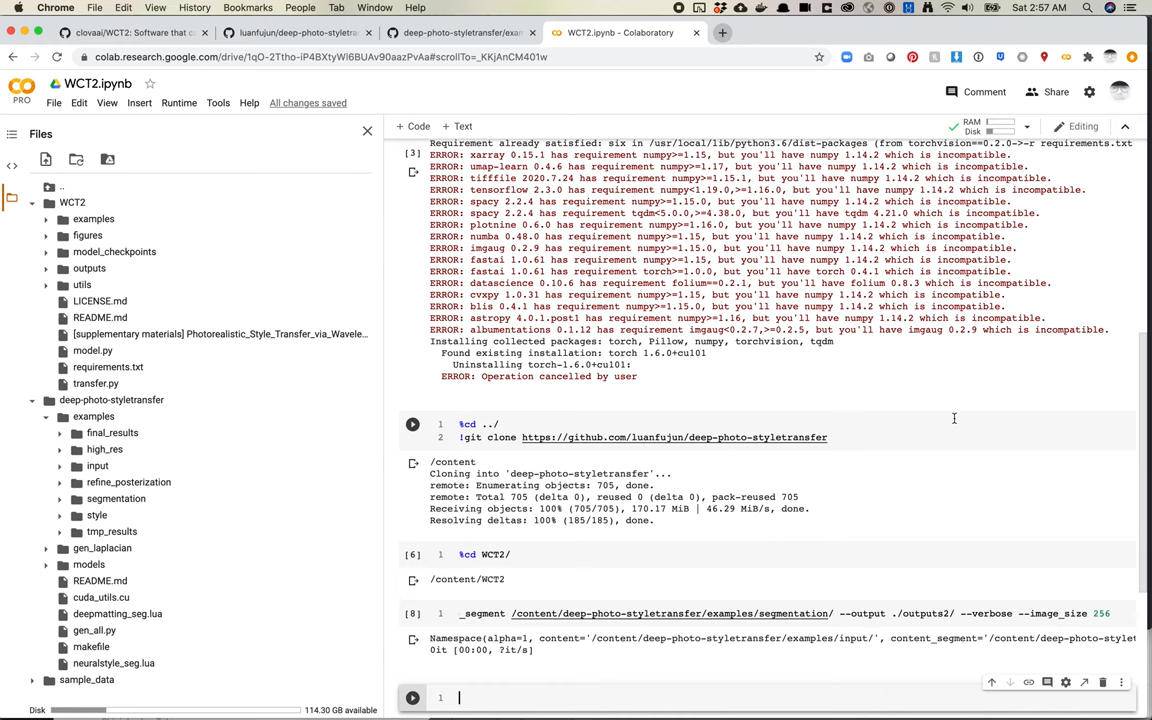 Chrome File Edit View History Bookmarks People Tab Window Help Sat 2:57 AM
clovaai/WCT2: Software that c
luanfujun/deep-photo-styletra
deep-photo-styletransfer/exam
WCT2.ipynb - Colaboratory
colab.research.google.com/drive/1qO-Ttho-iP4BXtyWl6BUAv90aazPvAa#scrollTo=_KKjAnCM401w
WCT2.ipynb
PRO
File Edit View Insert Runtime Tools Help All changes saved
Comment
Share
Files
+ Code + Text
RAM
Disk
Editing
..
WCT2
examples
figures
model_checkpoints
outputs
utils
LICENSE.md
README.md
[supplementary materials] Photorealistic_Style_Transfer_via_Wavele...
model.py
requirements.txt
transfer.py
deep-photo-styletransfer
examples
final_results
high_res
input
refine_posterization
segmentation
style
tmp_results
gen_laplacian
models
README.md
cuda_utils.cu
deepmatting_seg.lua
gen_all.py
makefile
neuralstyle_seg.lua
sample_data
Disk 114.30 GB available
Requirement already satisfied: six in /usr/local/lib/python3.6/dist-packages (from torchvision==0.2.0->-r requirements.txt
[3] ERROR: xarray 0.15.1 has requirement numpy>=1.15, but you'll have numpy 1.14.2 which is incompatible.
ERROR: umap-learn 0.4.6 has requirement numpy>=1.17, but you'll have numpy 1.14.2 which is incompatible.
ERROR: tifffile 2020.7.24 has requirement numpy>=1.15.1, but you'll have numpy 1.14.2 which is incompatible.
ERROR: tensorflow 2.3.0 has requirement numpy<1.19.0,>=1.16.0, but you'll have numpy 1.14.2 which is incompatible.
ERROR: spacy 2.2.4 has requirement numpy>=1.15.0, but you'll have numpy 1.14.2 which is incompatible.
ERROR: spacy 2.2.4 has requirement tqdm<5.0.0,>=4.38.0, but you'll have tqdm 4.21.0 which is incompatible.
ERROR: plotnine 0.6.0 has requirement numpy>=1.16.0, but you'll have numpy 1.14.2 which is incompatible.
ERROR: numba 0.48.0 has requirement numpy>=1.15, but you'll have numpy 1.14.2 which is incompatible.
ERROR: imgaug 0.2.9 has requirement numpy>=1.15.0, but you'll have numpy 1.14.2 which is incompatible.
ERROR: fastai 1.0.61 has requirement numpy>=1.15, but you'll have numpy 1.14.2 which is incompatible.
ERROR: fastai 1.0.61 has requirement torch>=1.0.0, but you'll have torch 0.4.1 which is incompatible.
ERROR: datascience 0.10.6 has requirement folium==0.2.1, but you'll have folium 0.8.3 which is incompatible.
ERROR: cvxpy 1.0.31 has requirement numpy>=1.15, but you'll have numpy 1.14.2 which is incompatible.
ERROR: blis 0.4.1 has requirement numpy>=1.15.0, but you'll have numpy 1.14.2 which is incompatible.
ERROR: astropy 4.0.1.post1 has requirement numpy>=1.16, but you'll have numpy 1.14.2 which is incompatible.
ERROR: albumentations 0.1.12 has requirement imgaug<0.2.7,>=0.2.5, but you'll have imgaug 0.2.9 which is incompatible.
Installing collected packages: torch, Pillow, numpy, torchvision, tqdm
Found existing installation: torch 1.6.0+cu101
Uninstalling torch-1.6.0+cu101:
ERROR: Operation cancelled by user
1 %cd ../
2 !git clone https://github.com/luanfujun/deep-photo-styletransfer
/content
Cloning into 'deep-photo-styletransfer'...
remote: Enumerating objects: 705, done.
remote: Total 705 (delta 0), reused 0 (delta 0), pack-reused 705
Receiving objects: 100% (705/705), 170.17 MiB | 46.29 MiB/s, done.
Resolving deltas: 100% (185/185), done.
[6] 1 %cd WCT2/
/content/WCT2
[8] 1 _segment /content/deep-photo-styletransfer/examples/segmentation/ --output ./outputs2/ --verbose --image_size 256
Namespace(alpha=1, content='/content/deep-photo-styletransfer/examples/input/', content_segment='/content/deep-photo-stylet
0it [00:00, ?it/s]
1